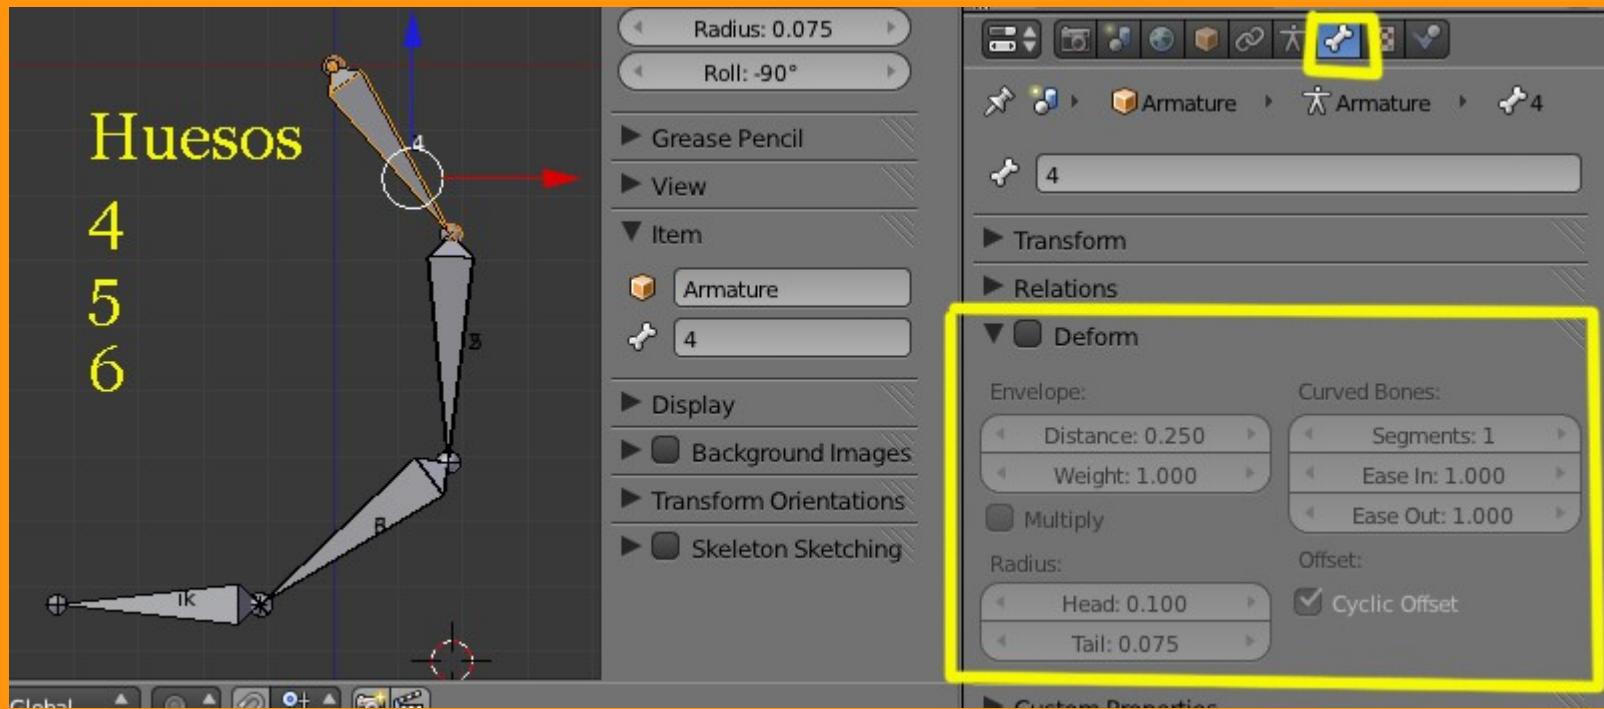 Huesos
4
5
6
4
ik
Global
Radius: 0.075
Roll: -90°
Grease Pencil
View
Item
Armature
4
Display
Background Images
Transform Orientations
Skeleton Sketching
Armature
Armature
4
4
Transform
Relations
Deform
Envelope:
Curved Bones:
Distance: 0.250
Segments: 1
Weight: 1.000
Ease In: 1.000
Multiply
Ease Out: 1.000
Radius:
Offset:
Head: 0.100
Cyclic Offset
Tail: 0.075
Custom Properties